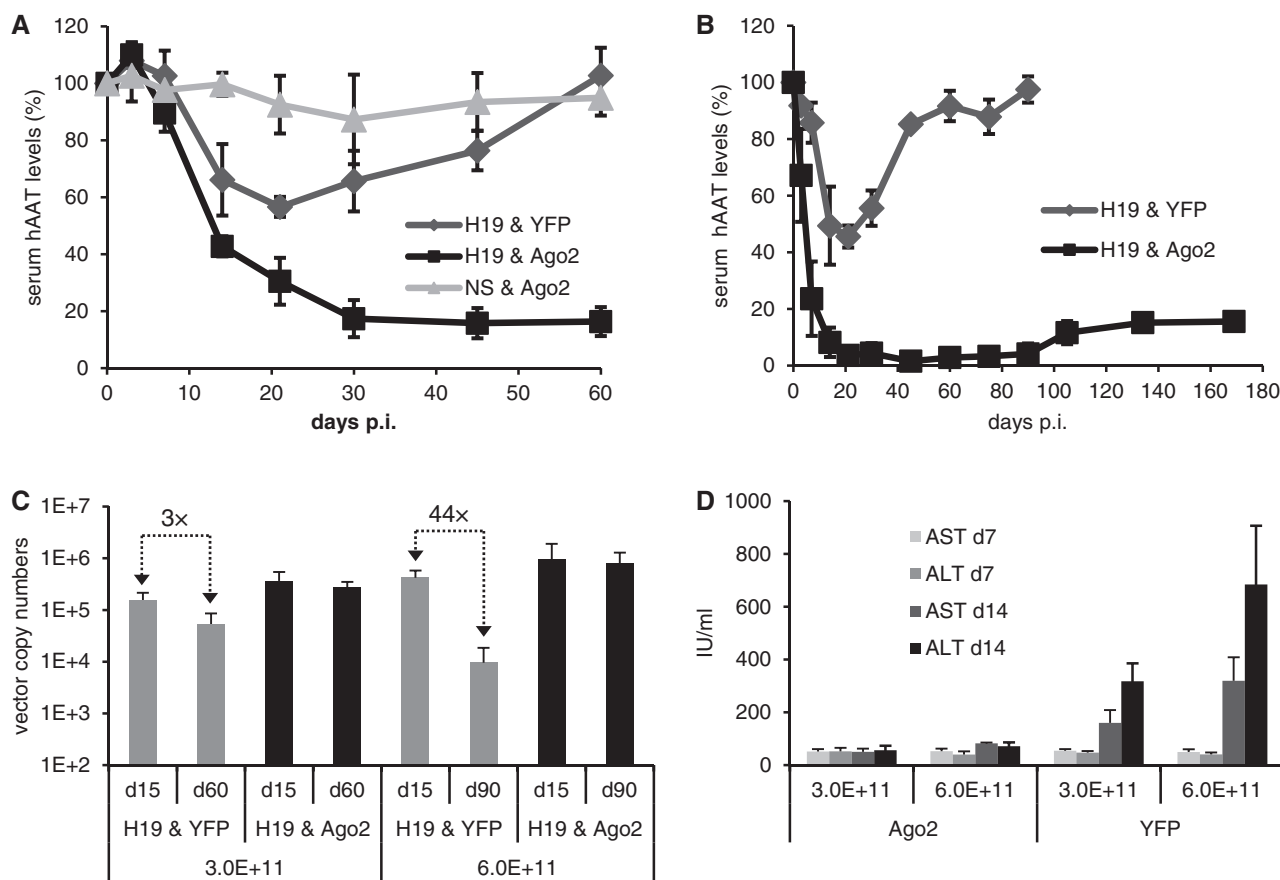 A
serum hAAT levels (%)
120
100
80
60
40
20
0
0 10 20 30 40 50 60
days p.i.
H19 & YFP
H19 & Ago2
NS & Ago2
B
serum hAAT levels (%)
120
100
80
60
40
20
0
0 20 40 60 80 100 120 140 160 180
days p.i.
H19 & YFP
H19 & Ago2
C
vector copy numbers
1E+7
1E+6
1E+5
1E+4
1E+3
1E+2
3×
44×
d15 d60 d15 d60 d15 d90 d15 d90
H19 & YFP H19 & Ago2 H19 & YFP H19 & Ago2
3.0E+11 6.0E+11
D
IU/ml
1000
800
600
400
200
0
AST d7
ALT d7
AST d14
ALT d14
3.0E+11 6.0E+11 3.0E+11 6.0E+11
Ago2 YFP